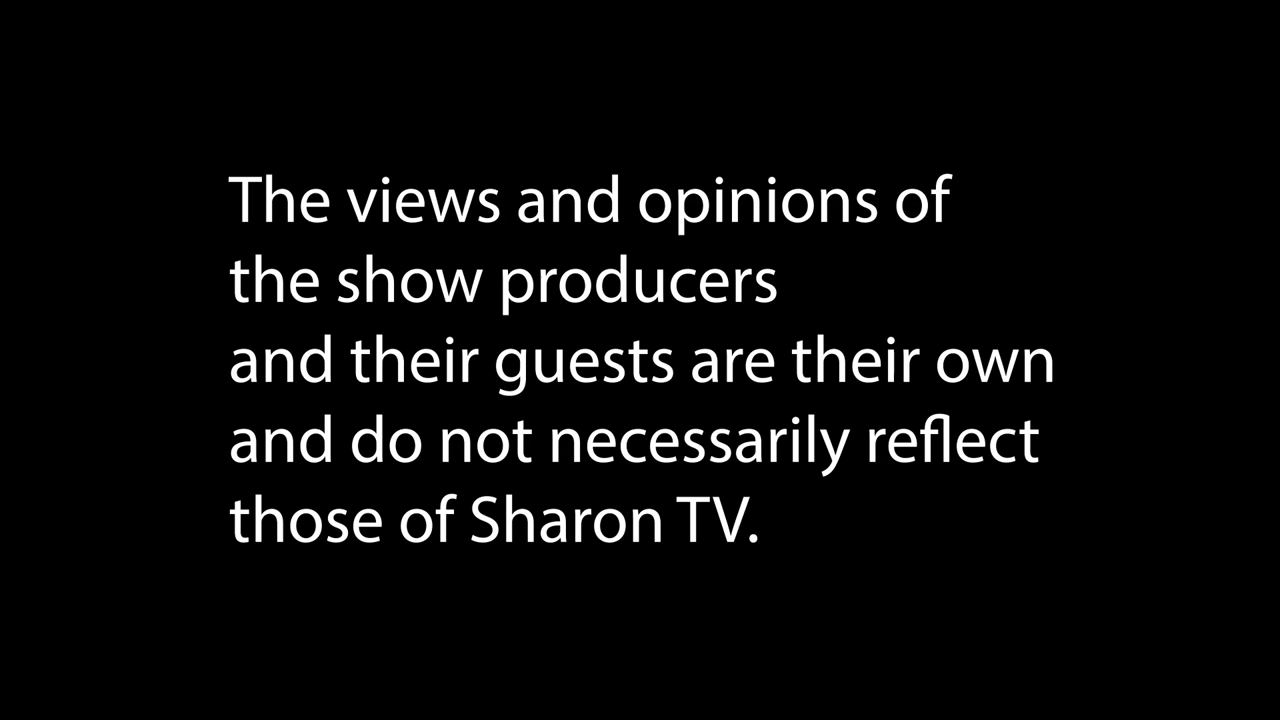 The views and opinions of
the show producers
and their guests are their own
and do not necessarily reflect
those of Sharon TV.